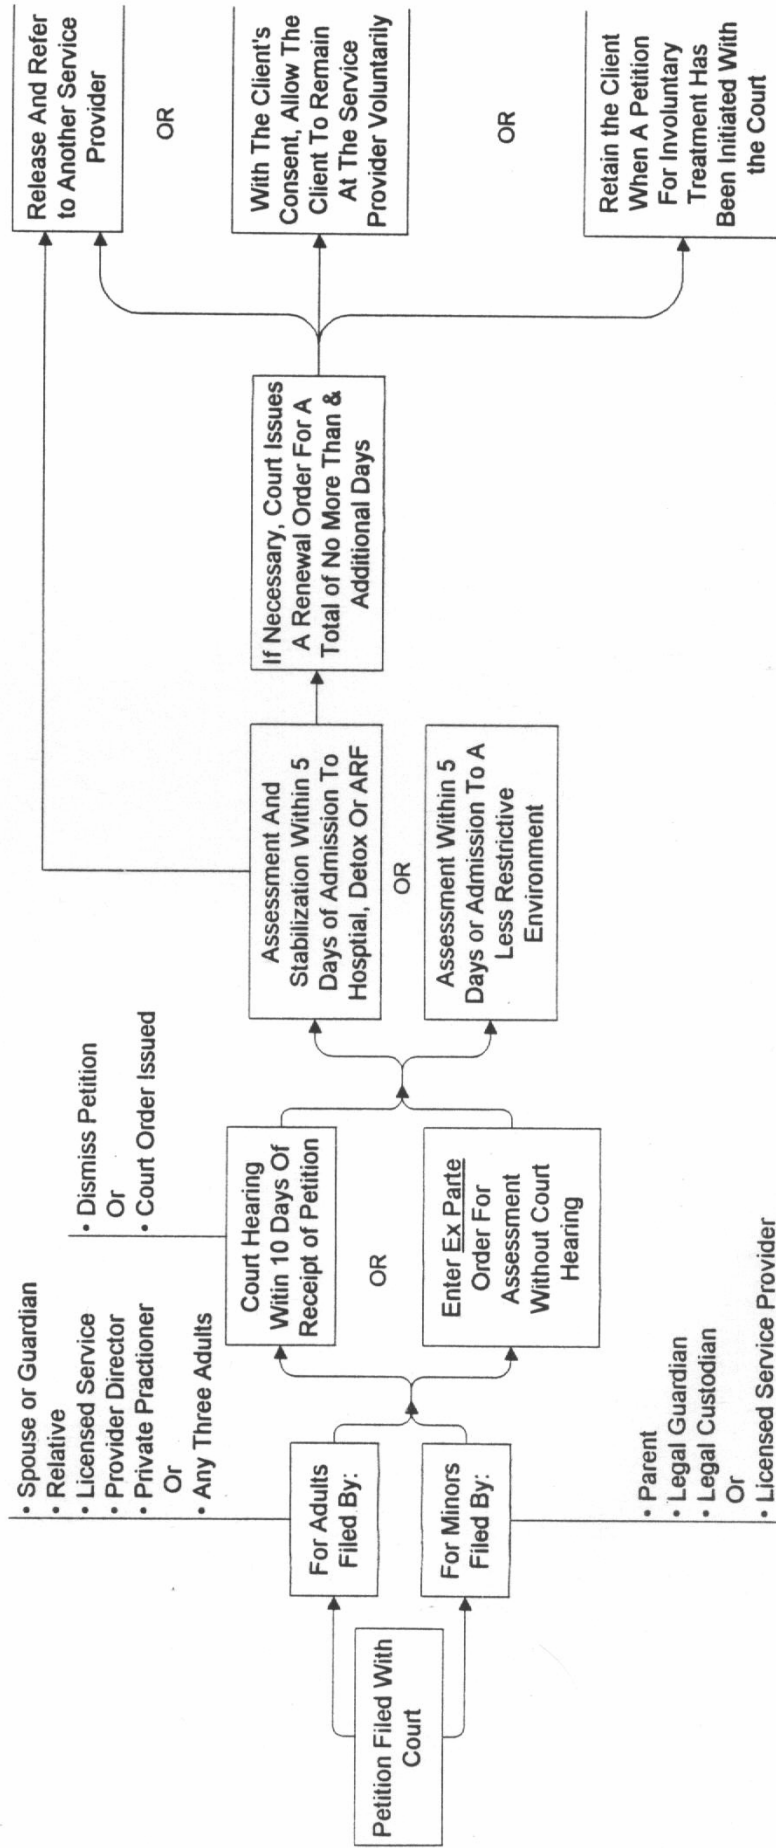 Petition Filed With
Court
• Spouse or Guardian
• Relative
• Licensed Service
• Provider Director
• Private Practioner
Or
• Any Three Adults
For Adults
Filed By:
For Minors
Filed By:
• Parent
• Legal Guardian
• Legal Custodian
Or
• Licensed Service Provider
• Dismiss Petition
Or
• Court Order Issued
Court Hearing
Witin 10 Days Of
Receipt of Petition
OR
Enter Ex Parte
Order For
Assessment
Without Court
Hearing
Assessment And
Stabilization Within 5
Days of Admission To
Hosptial, Detox Or ARF
OR
Assessment Within 5
Days or Admission To A
Less Restrictive
Environment
If Necessary, Court Issues
A Renewal Order For A
Total of No More Than &
Additional Days
Release And Refer
to Another Service
Provider
OR
With The Client's
Consent, Allow The
Client To Remain
At The Service
Provider Voluntarily
OR
Retain the Client
When A Petition
For Involuntary
Treatment Has
Been Initiated With
the Court